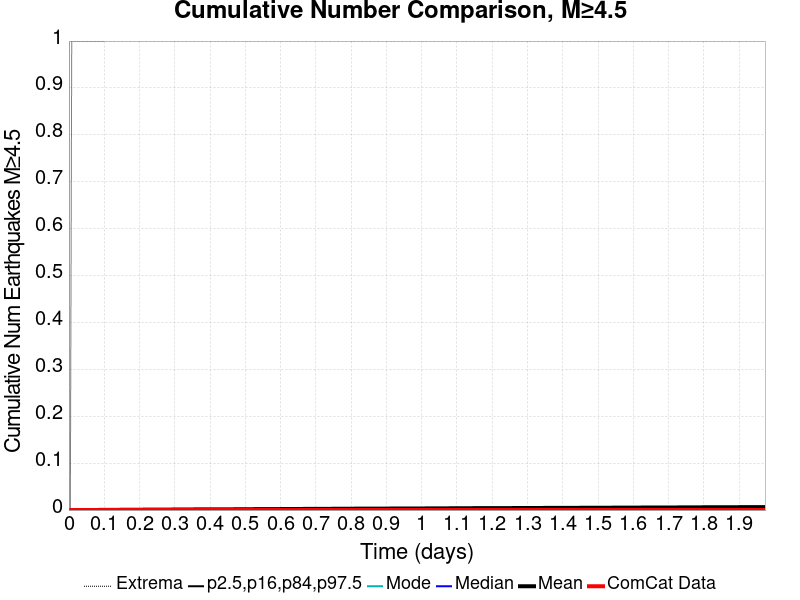 Cumulative Number Comparison, M≥4.5
Cumulative Num Earthquakes M≥4.5
1
0.9
0.8
0.7
0.6
0.5
0.4
0.3
0.2
0.1
0
0 0.1 0.2 0.3 0.4 0.5 0.6 0.7 0.8 0.9 1 1.1 1.2 1.3 1.4 1.5 1.6 1.7 1.8 1.9
Time (days)
Extrema p2.5,p16,p84,p97.5 Mode Median Mean ComCat Data